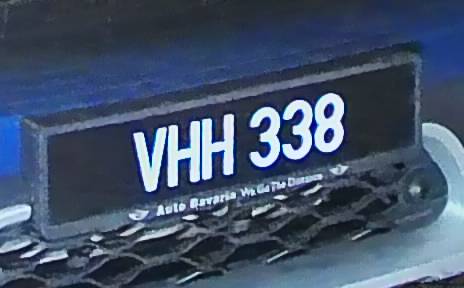 VHH 338
Auto Bavaria We Go The Distance